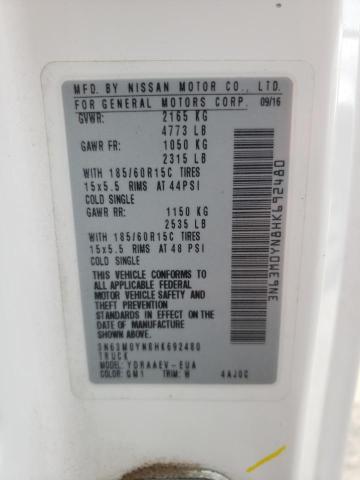 MFD. BY NISSAN MOTOR CO., LTD.
FOR GENERAL MOTORS CORP. 09/16
GVWR: 2165 KG
4773 LB
GAWR FR: 1050 KG
2315 LB
WITH 185/60R15C TIRES
15x5.5 RIMS AT 44PSI
COLD SINGLE
GAWR RR: 1150 KG
2535 LB
WITH 185/60R15C TIRES
15x5.5 RIMS AT 48 PSI
COLD SINGLE
THIS VEHICLE CONFORMS TO
ALL APPLICABLE FEDERAL
MOTOR VEHICLE SAFETY AND
THEFT PREVENTION
STANDARDS IN EFFECT ON THE
DATE OF MANUFACTURE
SHOWN ABOVE.
3N63M0YN8HK692480
TRUCK
MODEL: YDRAAEV-EUA
COLOR: GM1 TRIM: W 4AJ0C
3N63M0YN8HK692480